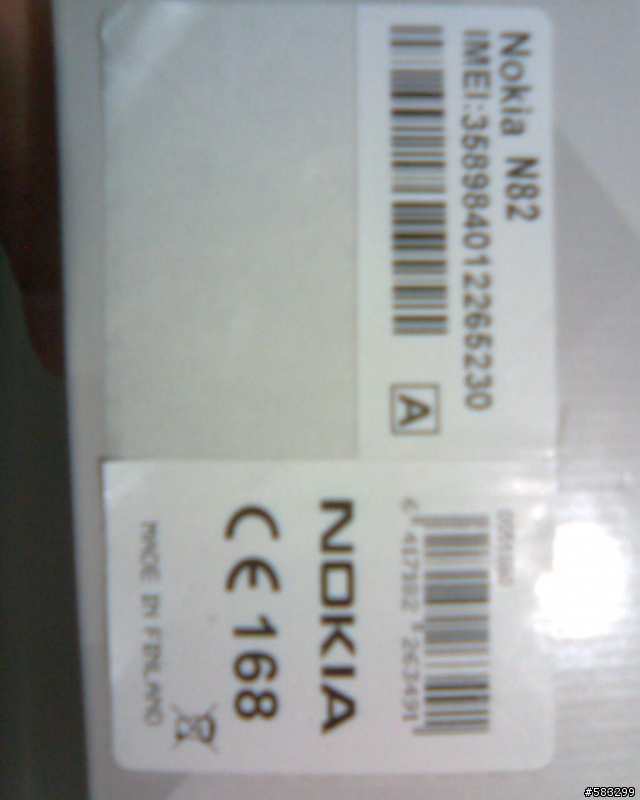 Nokia N82
IMEI:358984012265230
A
6 417182 263491
NOKIA
CE 168
MADE IN FINLAND
#583299